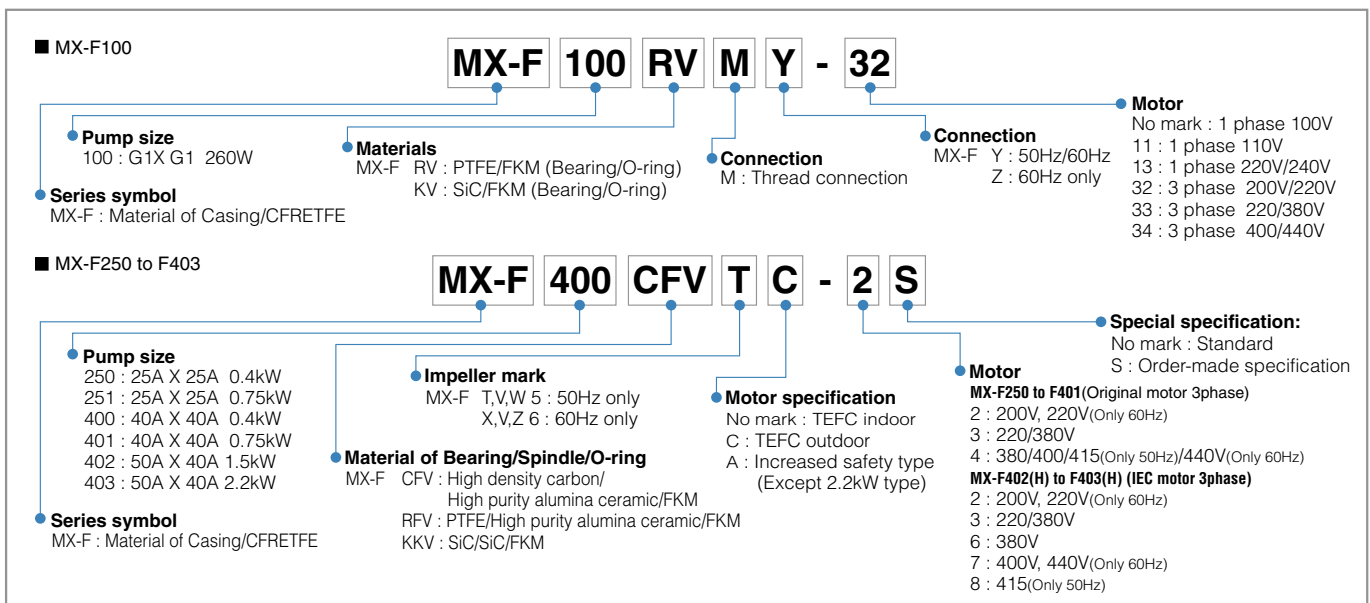 ■ MX-F100
MX-F 100 RV M Y - 32
Pump size
100 : G1X G1 260W
Series symbol
MX-F : Material of Casing/CFRETFE
Materials
MX-F RV : PTFE/FKM (Bearing/O-ring)
KV : SiC/FKM (Bearing/O-ring)
Connection
M : Thread connection
Connection
MX-F Y : 50Hz/60Hz
Z : 60Hz only
Motor
No mark : 1 phase 100V
11 : 1 phase 110V
13 : 1 phase 220V/240V
32 : 3 phase 200V/220V
33 : 3 phase 220/380V
34 : 3 phase 400/440V
■ MX-F250 to F403
MX-F 400 CFV T C - 2 S
Pump size
250 : 25A X 25A 0.4kW
251 : 25A X 25A 0.75kW
400 : 40A X 40A 0.4kW
401 : 40A X 40A 0.75kW
402 : 50A X 40A 1.5kW
403 : 50A X 40A 2.2kW
Series symbol
MX-F : Material of Casing/CFRETFE
Impeller mark
MX-F T,V,W 5 : 50Hz only
X,V,Z 6 : 60Hz only
Material of Bearing/Spindle/O-ring
MX-F CFV : High density carbon/
High purity alumina ceramic/FKM
RFV : PTFE/High purity alumina ceramic/FKM
KKV : SiC/SiC/FKM
Motor specification
No mark : TEFC indoor
C : TEFC outdoor
A : Increased safety type
(Except 2.2kW type)
Special specification:
No mark : Standard
S : Order-made specification
Motor
MX-F250 to F401(Original motor 3phase)
2 : 200V, 220V(Only 60Hz)
3 : 220/380V
4 : 380/400/415(Only 50Hz)/440V(Only 60Hz)
MX-F402(H) to F403(H) (IEC motor 3phase)
2 : 200V, 220V(Only 60Hz)
3 : 220/380V
6 : 380V
7 : 400V, 440V(Only 60Hz)
8 : 415(Only 50Hz)